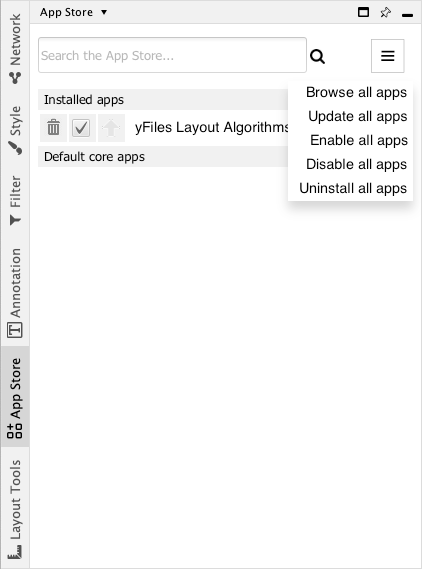 App Store
Search the App Store...
Browse all apps
Update all apps
Enable all apps
Disable all apps
Uninstall all apps
Installed apps
yFiles Layout Algorithms
Default core apps
Network
Style
Filter
Annotation
App Store
Layout Tools